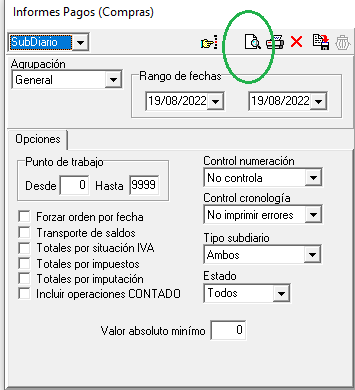 Informes Pagos (Compras)
SubDiario
Agrupación
General
Rango de fechas
19/08/2022 19/08/2022
Opciones
Punto de trabajo
Desde 0 Hasta 9999
Forzar orden por fecha
Transporte de saldos
Totales por situación IVA
Totales por impuestos
Totales por imputación
Incluir operaciones CONTADO
Control numeración
No controla
Control cronología
No imprimir errores
Tipo subdiario
Ambos
Estado
Todos
Valor absoluto minímo 0